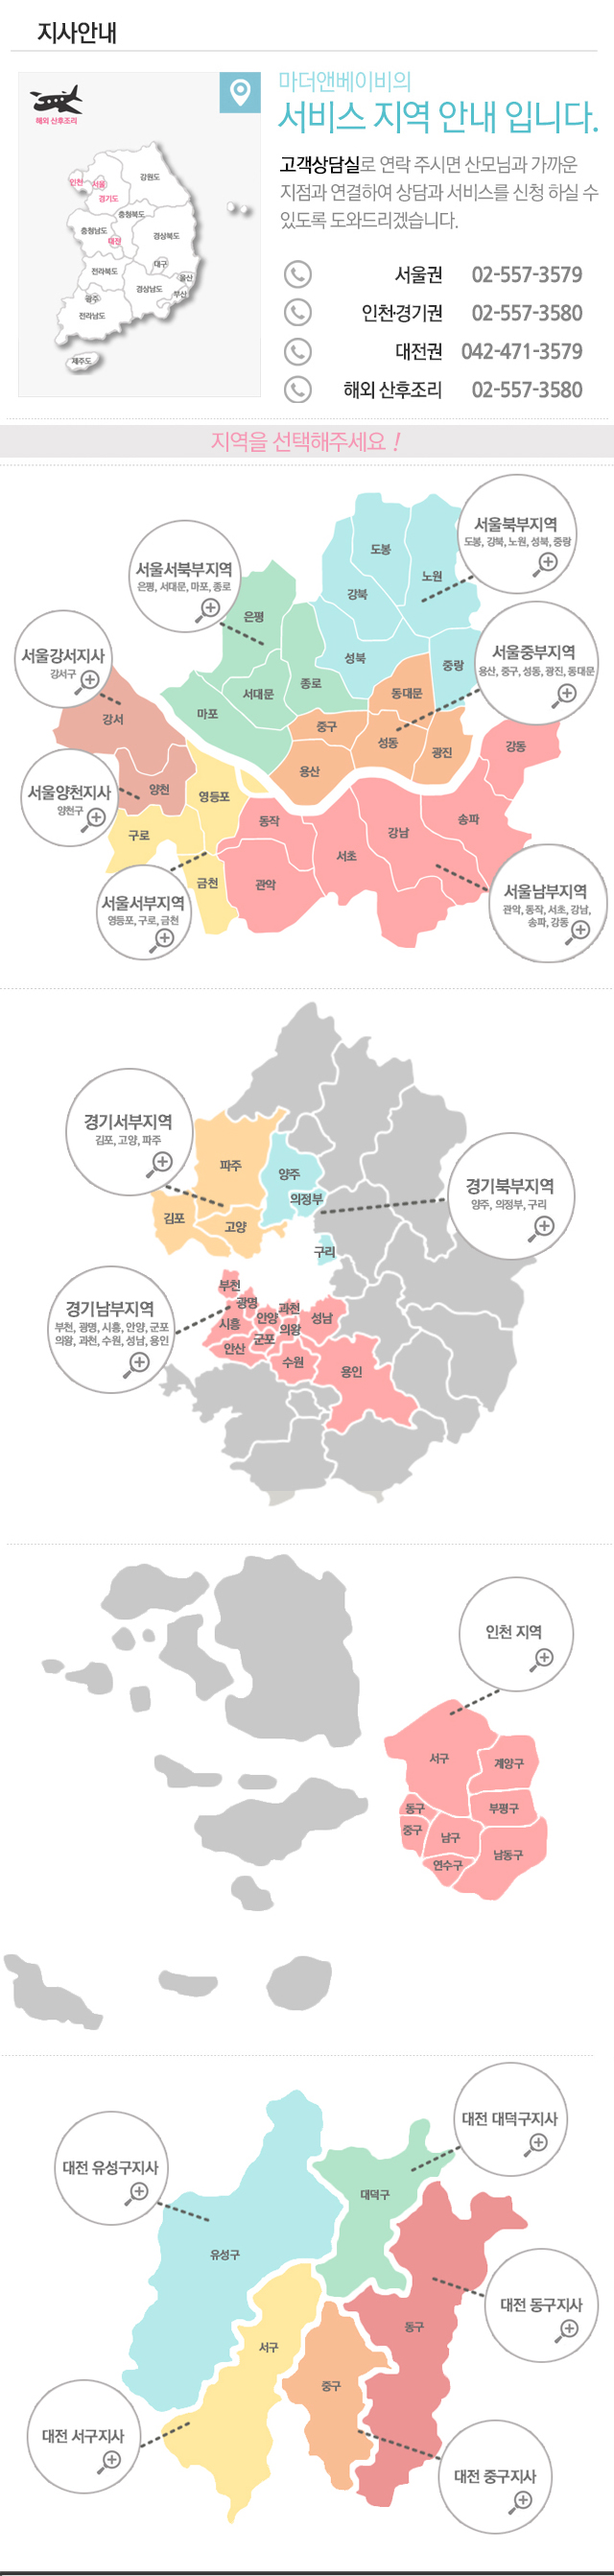 지사안내
해외 산후조리
강원도
인천
서울
경기도
충청북도
충청남도
대전
경상북도
대구
전라북도
울산
경상남도
부산
광주
전라남도
제주도
마더앤베이비의
서비스 지역 안내 입니다.
고객상담실로 연락 주시면 산모님과 가까운
지점과 연결하여 상담과 서비스를 신청 하실 수
있도록 도와드리겠습니다.
서울권 02-557-3579
인천·경기권 02-557-3580
대전권 042-471-3579
해외 산후조리 02-557-3580
지역을 선택해주세요 !
서울북부지역
도봉, 강북, 노원, 성북, 중랑
서울서북부지역
은평, 서대문, 마포, 종로
서울강서지사
강서구
서울중부지역
용산, 중구, 성동, 광진, 동대문
서울양천지사
양천구
서울서부지역
영등포, 구로, 금천
서울남부지역
관악, 동작, 서초, 강남,
송파, 강동
도봉
노원
강북
은평
성북
중랑
종로
서대문
동대문
마포
강서
중구
성동
광진
강동
용산
양천
영등포
동작
송파
강남
구로
서초
금천
관악
경기서부지역
김포, 고양, 파주
경기북부지역
양주, 의정부, 구리
경기남부지역
부천, 광명, 시흥, 안양, 군포
의왕, 과천, 수원, 성남, 용인
파주
양주
의정부
김포
고양
구리
부천
광명
과천
안양
성남
시흥
의왕
군포
안산
수원
용인
인천 지역
서구
계양구
동구
부평구
중구
남구
남동구
연수구
대전 대덕구지사
대전 유성구지사
대덕구
유성구
대전 동구지사
동구
서구
중구
대전 서구지사
대전 중구지사